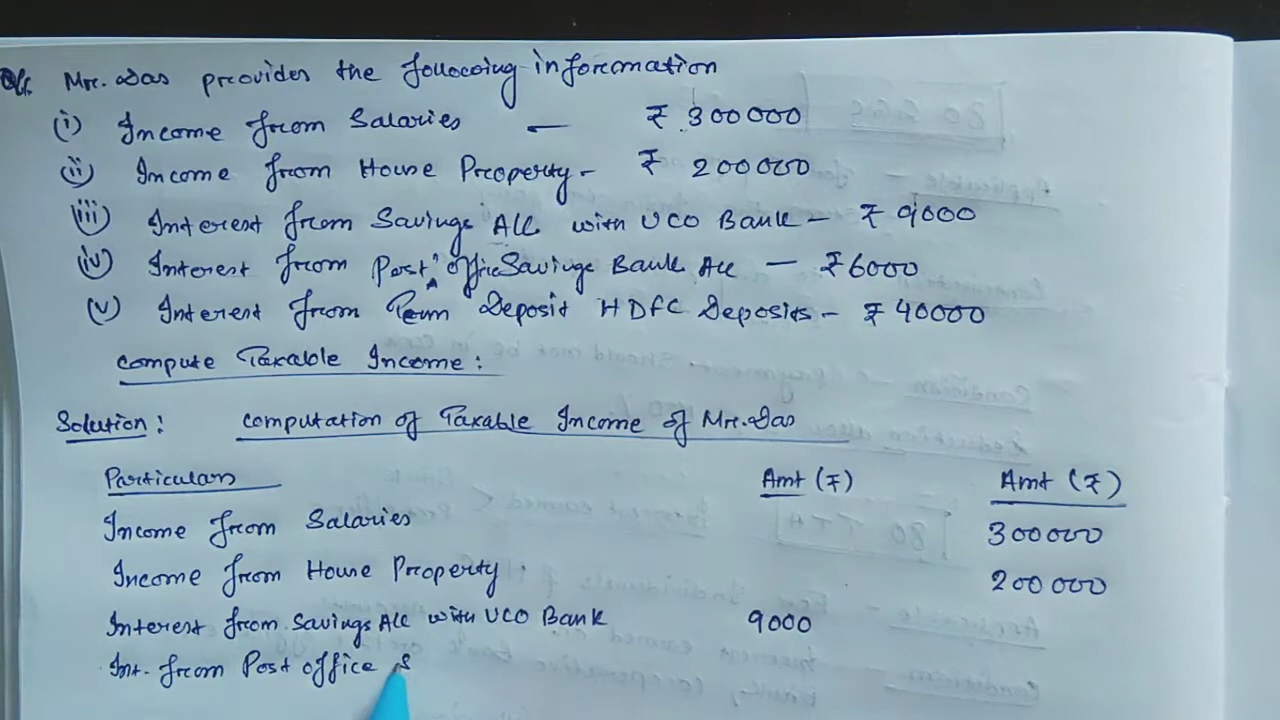 Mr. Das provides the following information
(i) Income from Salaries — ₹ 300000
(ii) Income from House Property - ₹ 200000
(iii) Interest from Savings A/c with UCO Bank - ₹ 9000
(iv) Interest from Post office Savings Bank A/c — ₹ 6000
(v) Interest from Term Deposit HDFC Deposits - ₹ 40000
Compute Taxable Income :
Solution : Computation of Taxable Income of Mr. Das
Particulars Amt (₹) Amt (₹)
Income from Salaries 300000
Income from House Property 200000
Interest from Savings A/c with UCO Bank 9000
Int. from Post office S